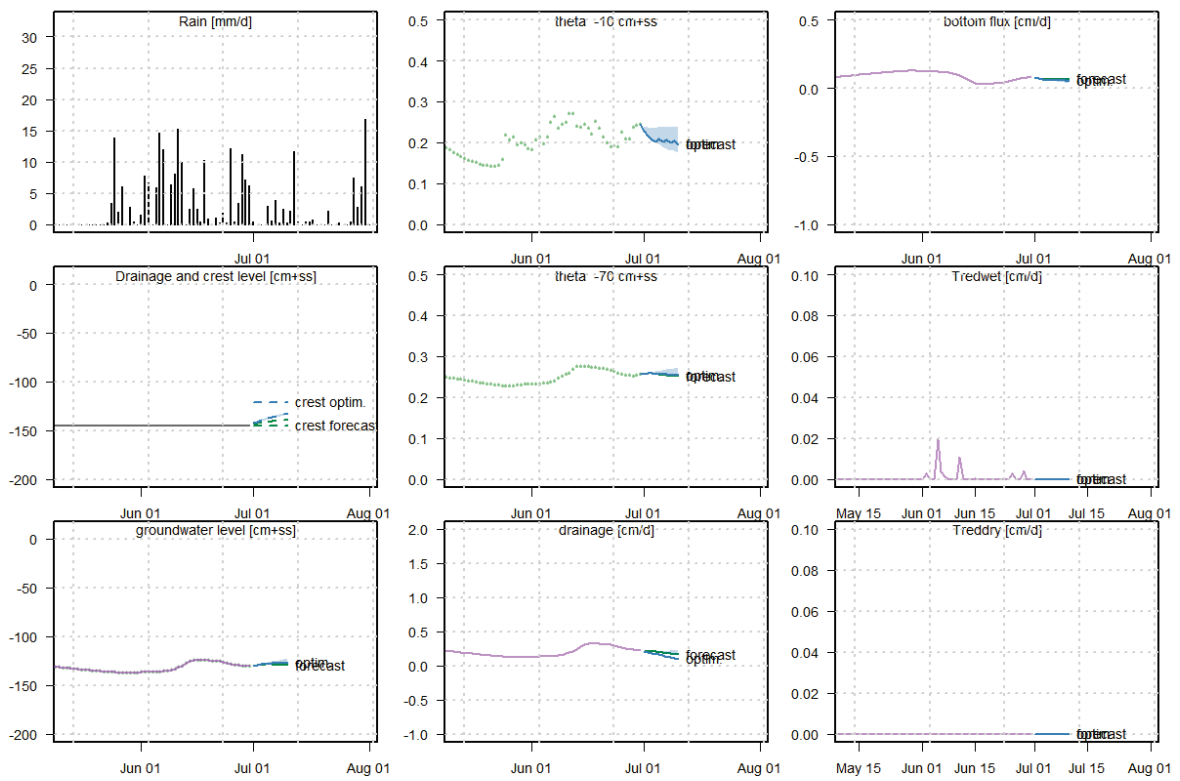 Rain [mm/d]
35
30
25
20
15
10
5
0
Jul 01
theta -10 cm+ss
0.5
0.4
0.3
0.2
0.1
0.0
forecast
Jun 01
Jul 01
Aug 01
bottom flux [cm/d]
0.5
0.0
-0.5
-1.0
forecast
optim.
Jun 01
Jul 01
Aug 01
Drainage and crest level [cm+ss]
0
-50
-100
-150
-200
crest optim.
crest forecast
Jun 01
Jul 01
Aug 01
theta -70 cm+ss
0.5
0.4
0.3
0.2
0.1
0.0
optim.
forecast
Jun 01
Jul 01
Aug 01
Tredwet [cm/d]
0.10
0.08
0.06
0.04
0.02
0.00
forecast
May 15
Jun 01
Jul 01
Jul 15
Aug 01
groundwater level [cm+ss]
0
-50
-100
-150
-200
optim.
forecast
Jun 01
Jul 01
Aug 01
drainage [cm/d]
2.0
1.5
1.0
0.5
0.0
-0.5
-1.0
forecast
optim.
Jun 01
Jul 01
Aug 01
Treddry [cm/d]
0.10
0.08
0.06
0.04
0.02
0.00
forecast
May 15
Jun 01
Jul 01
Jul 15
Aug 01